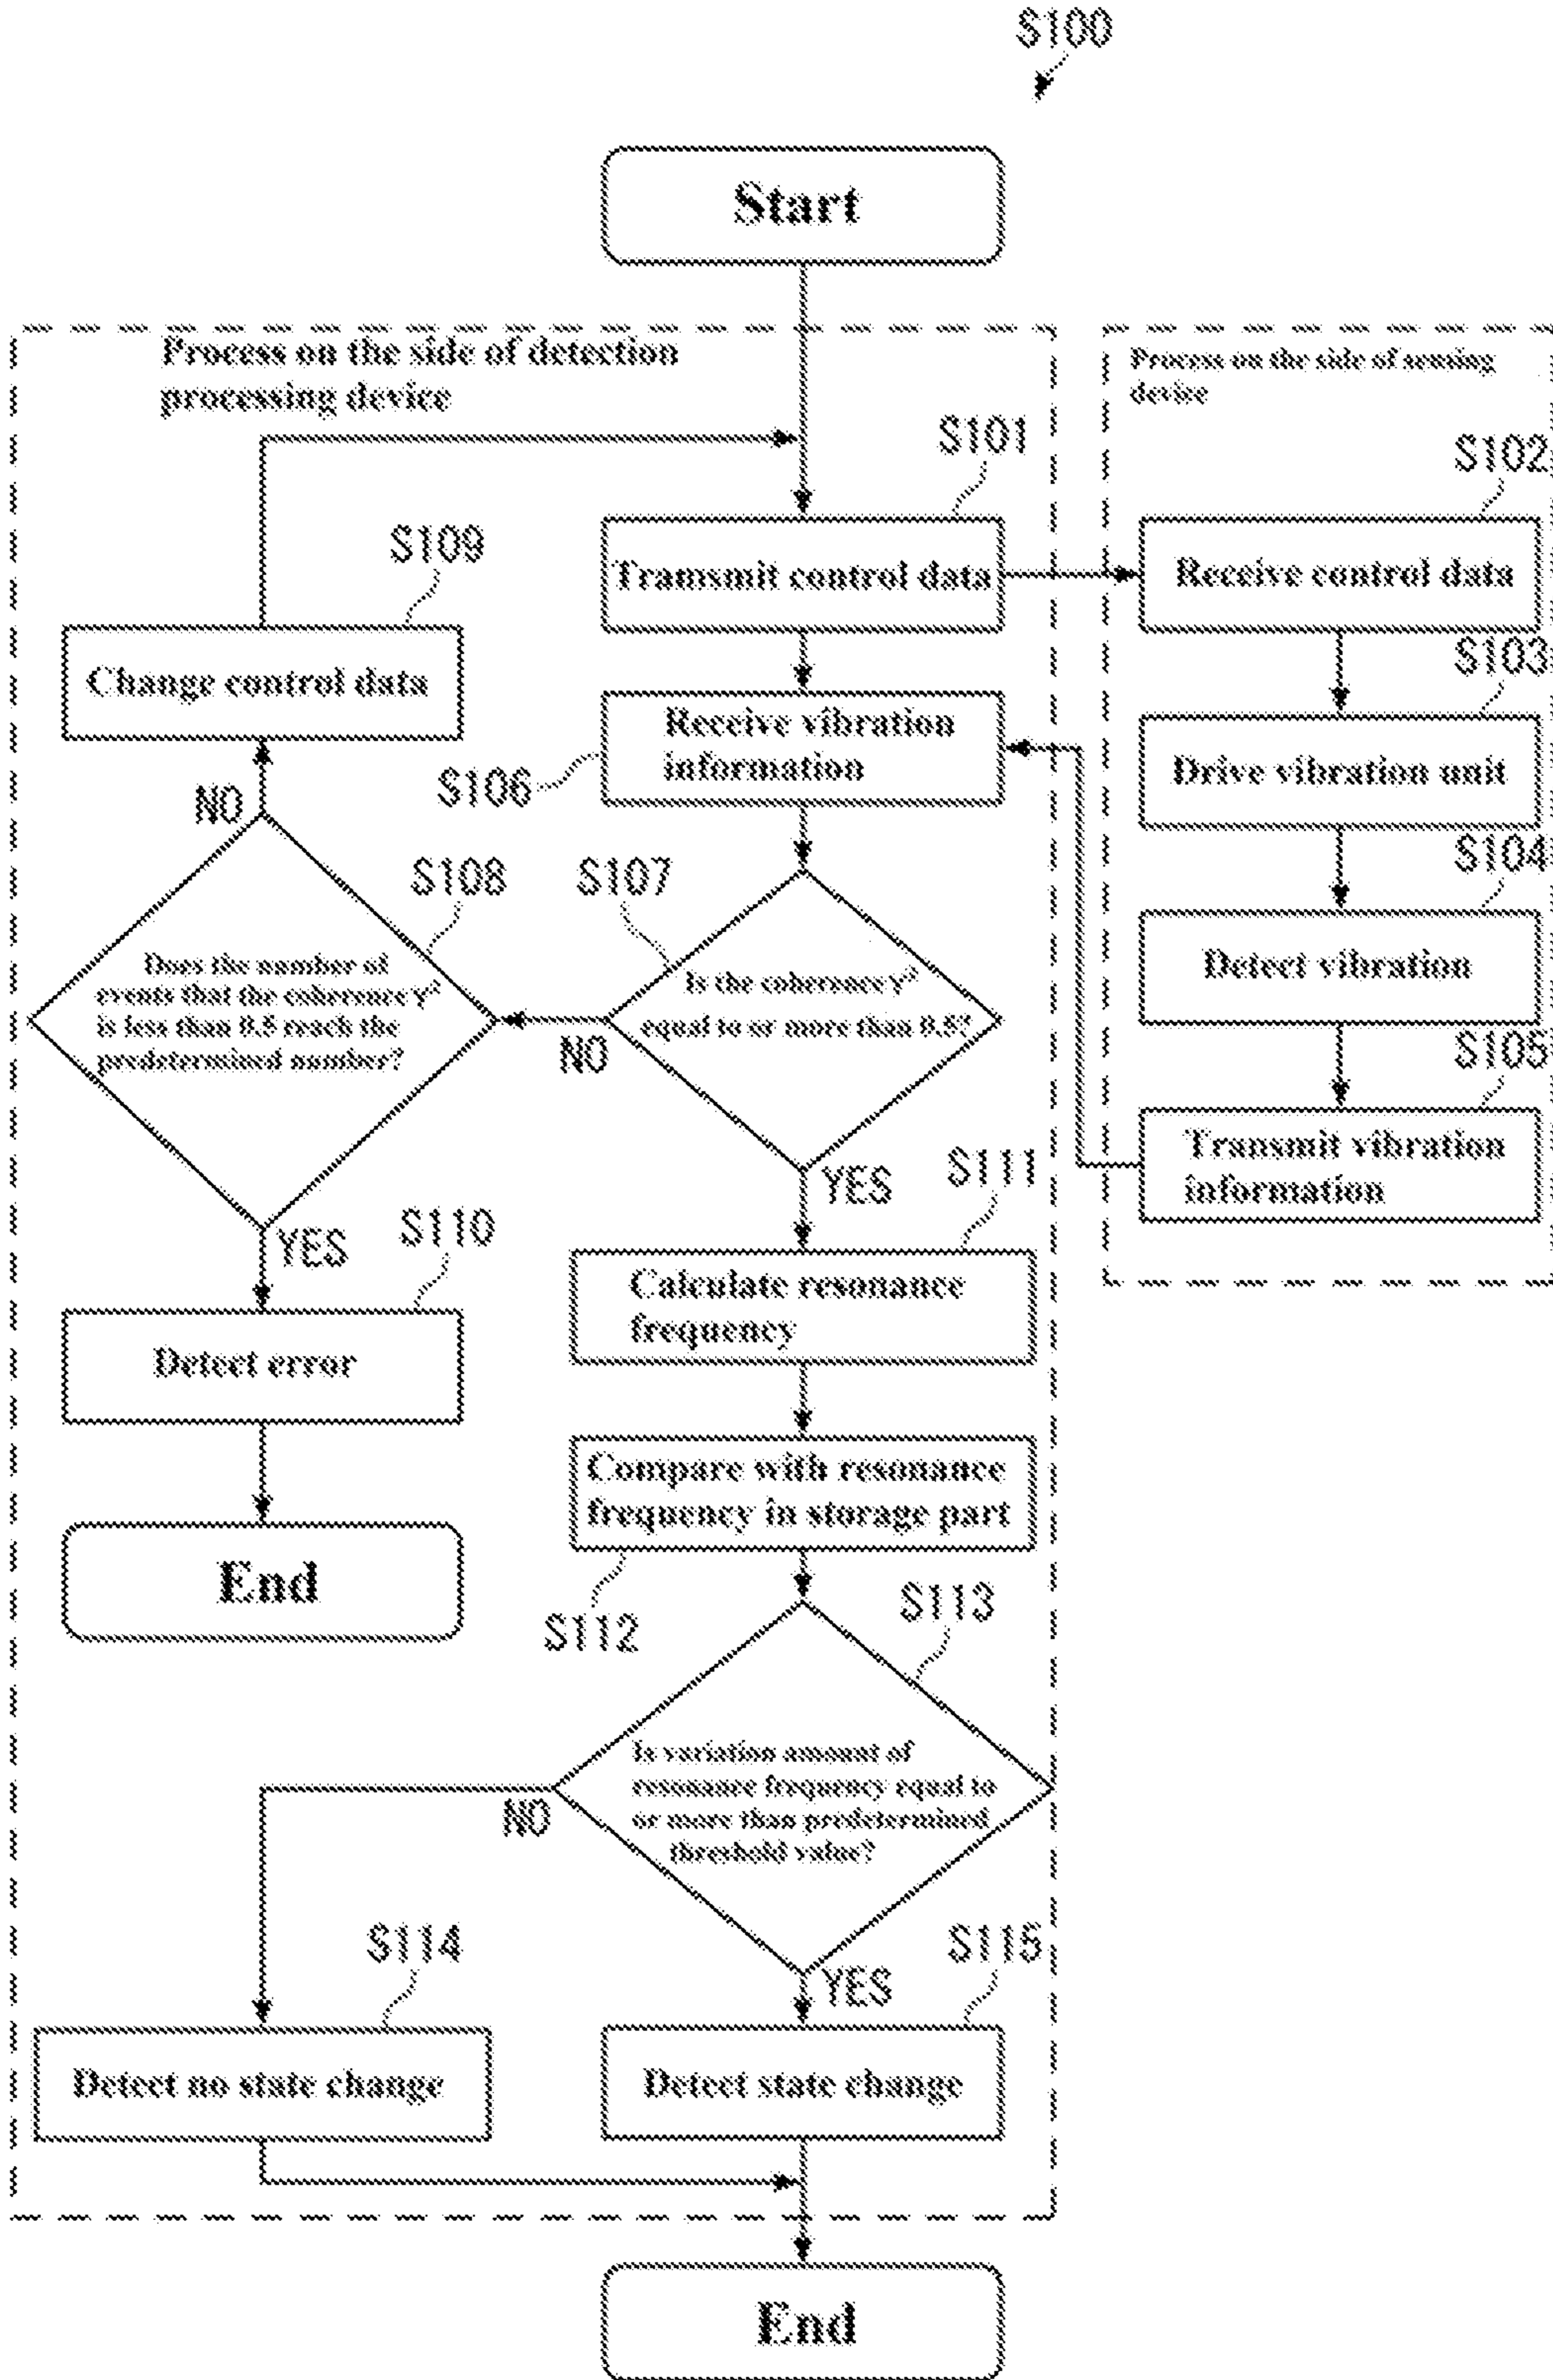 S100
Start
Process on the side of detection
processing device
Process on the side of sensing
device
S101
Tramsmit control data
S102
Receive control data
S109
Change control data
S103
Drive vibration unit
Receive vibration
information
S106
NO
S104
Detect vibration
S108
Does the number of
events that the coherence γ²
is less than 0.5 reach the
predetermined number?
S107
Is the coherence γ²
equal to or more than 0.5?
NO
S105
Transmit vibration
information
YES
S110
Detect error
End
YES
S111
Calculate resonance
frequency
Compare with resonance
frequency in storage part
S112
S113
Is variation amount of
resonance frequency equal to
or more than predetermined
threshold value?
NO
S114
Detect no state change
YES
S115
Detect state change
End